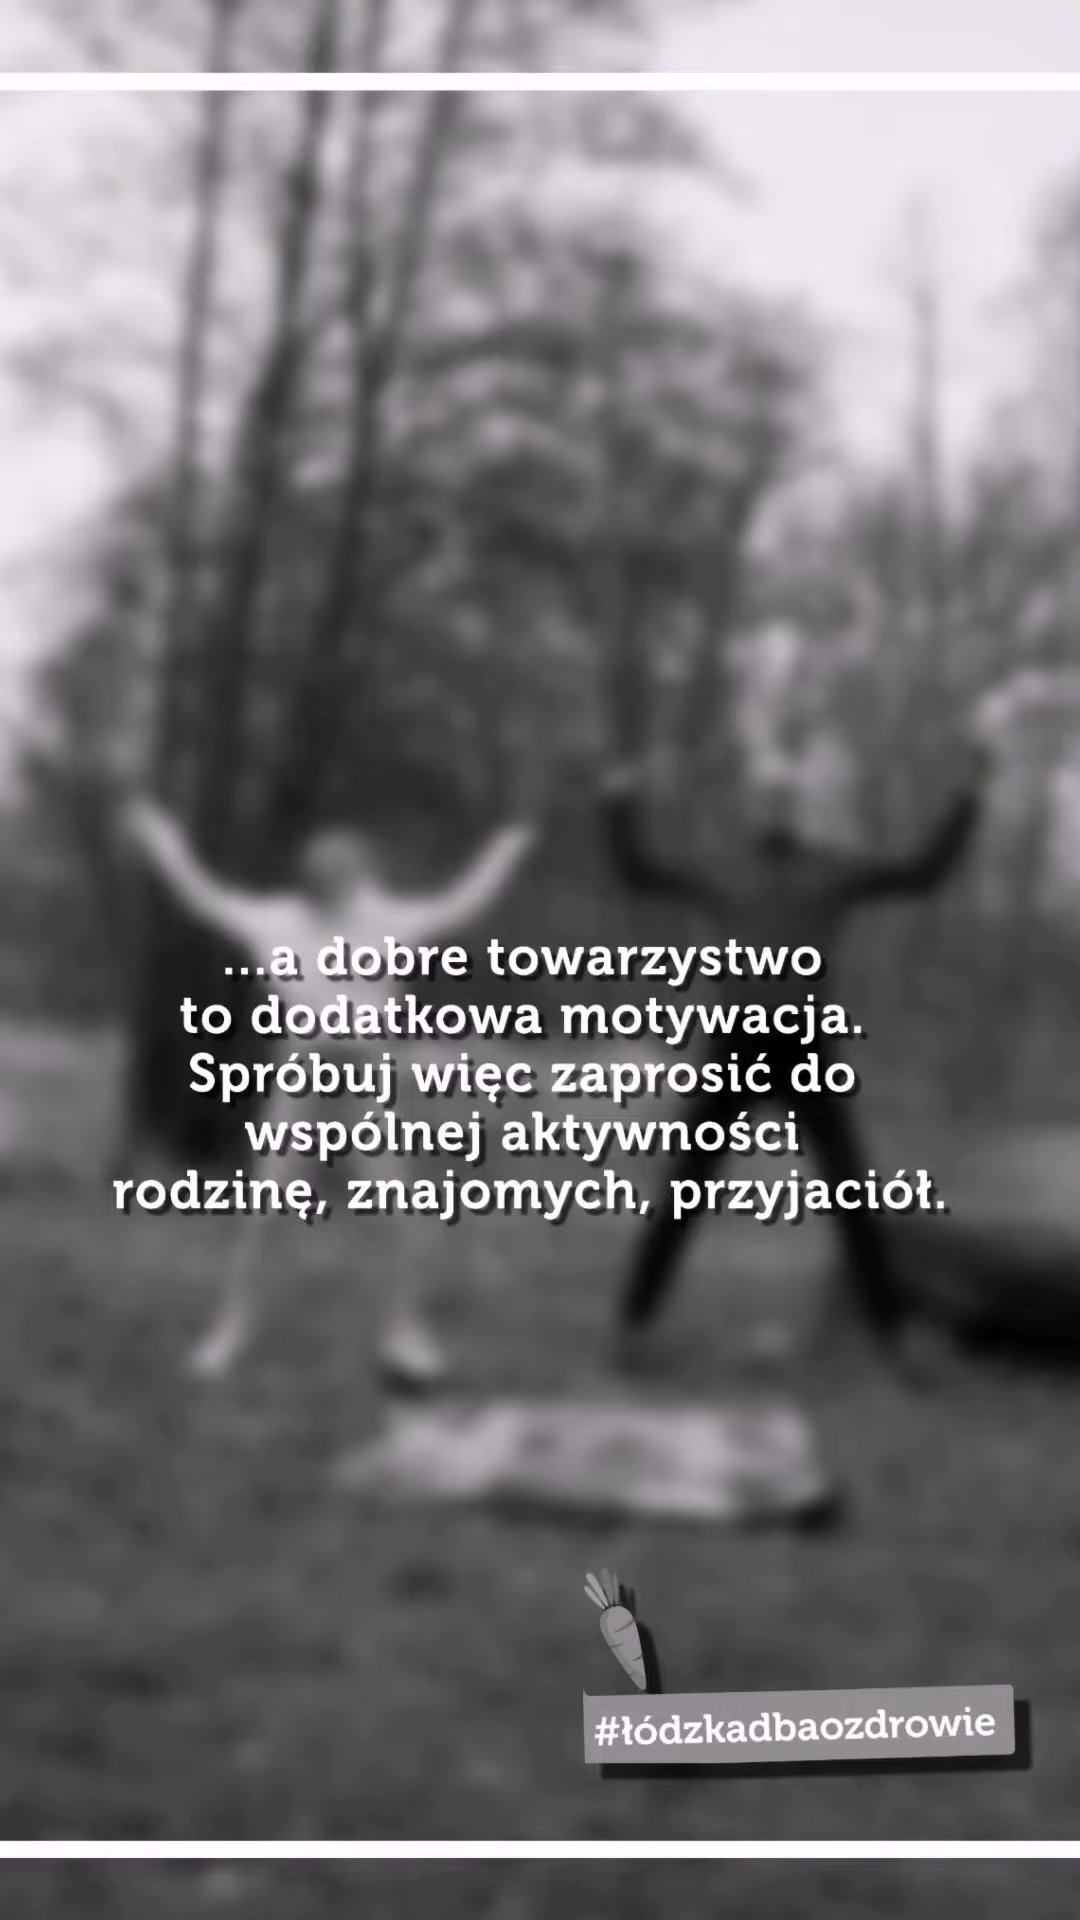 ...a dobre towarzystwo
to dodatkowa motywacja.
Spróbuj więc zaprosić do
wspólnej aktywności
rodzinę, znajomych, przyjaciół.
#łódzkadbaozdrowie